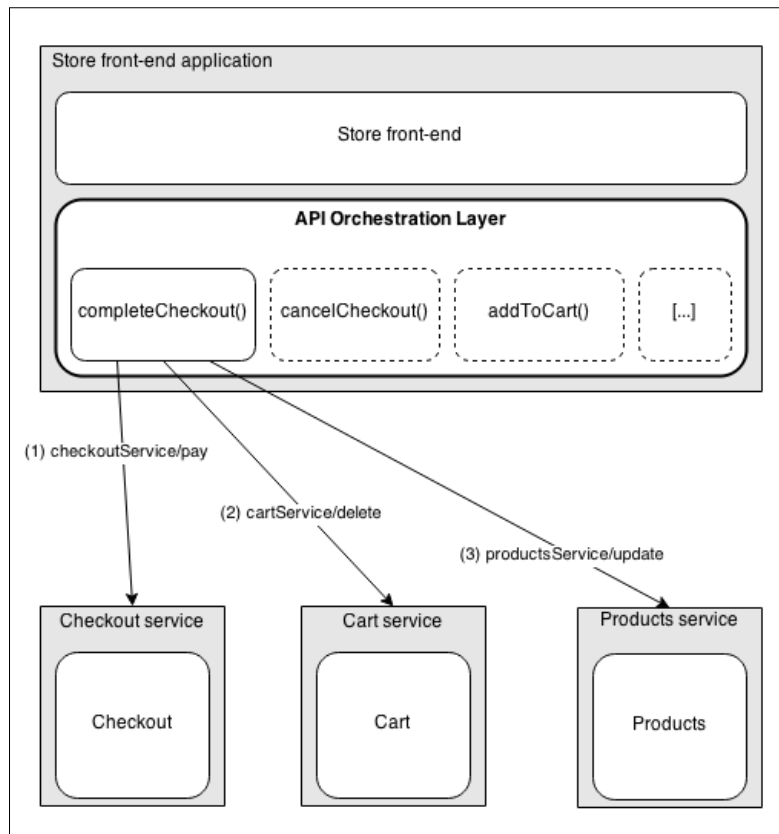 Store front-end application
Store front-end
API Orchestration Layer
completeCheckout()
cancelCheckout()
addToCart()
[...]
(1) checkoutService/pay
(2) cartService/delete
(3) productsService/update
Checkout service
Cart service
Products service
Checkout
Cart
Products